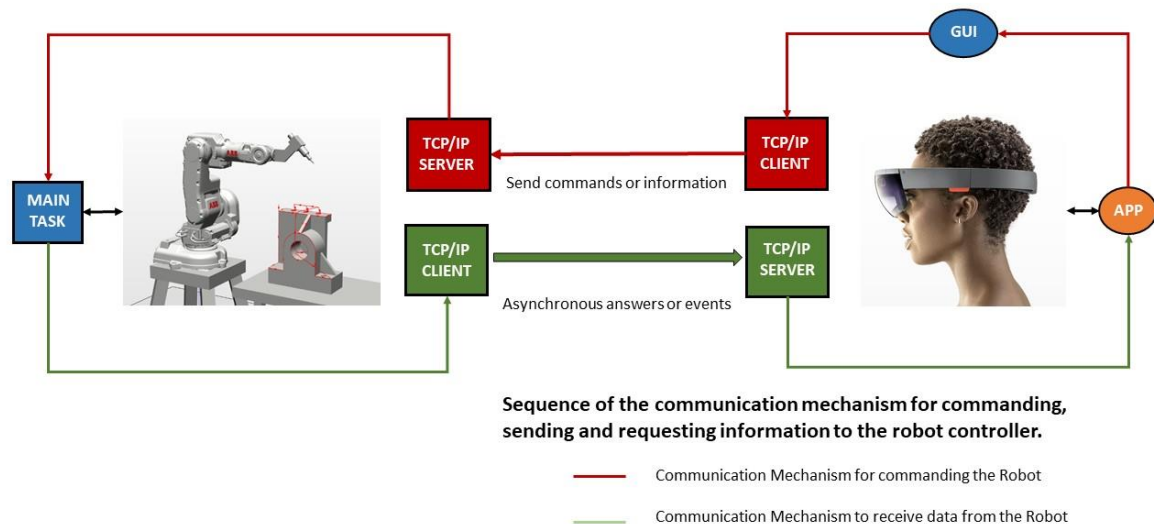 GUI
TCP/IP
SERVER
TCP/IP
CLIENT
Send commands or information
MAIN
TASK
ABB
ABB
APP
TCP/IP
CLIENT
TCP/IP
SERVER
Asynchronous answers or events
Sequence of the communication mechanism for commanding,
sending and requesting information to the robot controller.
Communication Mechanism for commanding the Robot
Communication Mechanism to receive data from the Robot